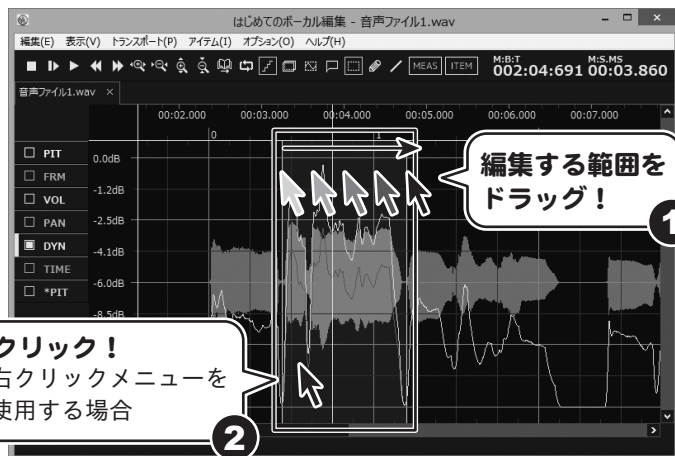 はじめてのボーカル編集 - 音声ファイル1.wav
編集(E) 表示(V) トランスポート(P) アイテム(I) オプション(O) ヘルプ(H)
MEAS ITEM M:B:T 002:04:691 M:S.MS 00:03.860
音声ファイル1.wav ×
00:02.000 00:03.000 00:04.000 00:05.000 00:06.000 00:07.000
0 1
PIT
FRM
VOL
PAN
DYN
TIME
*PIT
0.0dB
-1.2dB
-2.5dB
-4.1dB
-6.0dB
-8.5dB
編集する範囲を
ドラッグ！
1
クリック！
右クリックメニューを
使用する場合
2